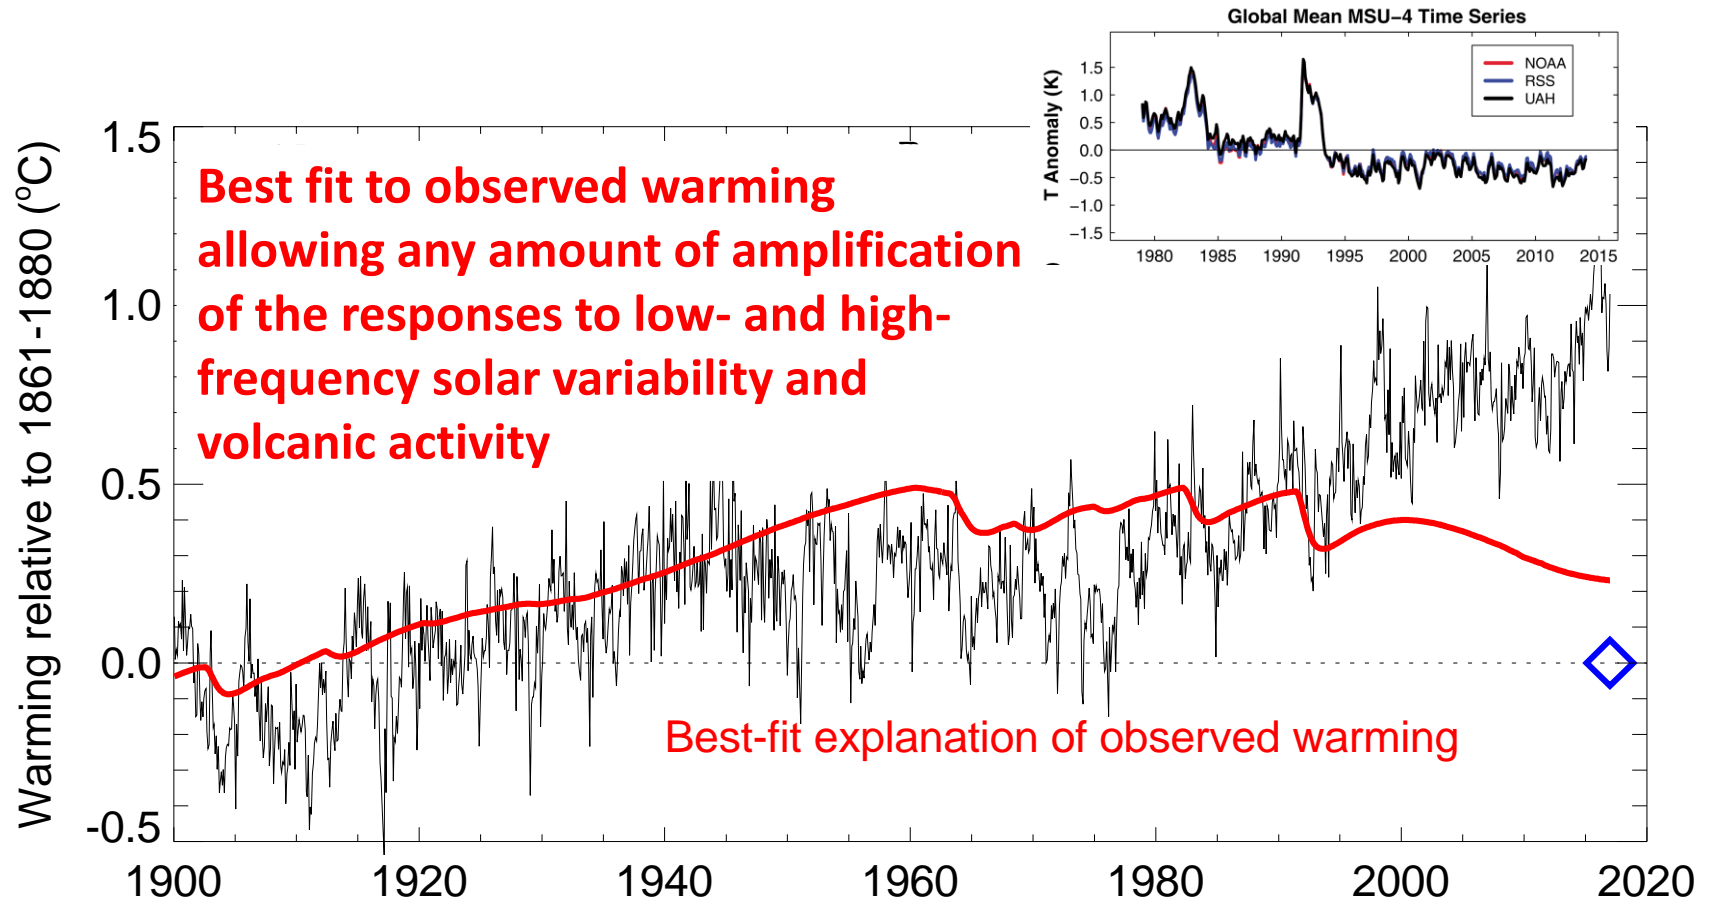 Global Mean MSU−4 Time Series
T Anomaly (K)
1.5
1.0
0.5
0.0
−0.5
−1.0
−1.5
NOAA
RSS
UAH
1980 1985 1990 1995 2000 2005 2010 2015
Warming relative to 1861-1880 (°C)
1.5
1.0
0.5
0.0
-0.5
Best fit to observed warming
allowing any amount of amplification
of the responses to low- and high-
frequency solar variability and
volcanic activity
Best-fit explanation of observed warming
1900 1920 1940 1960 1980 2000 2020